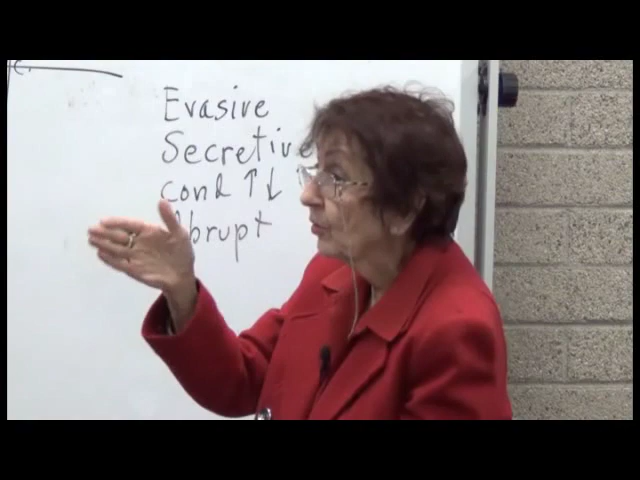 Evasive
Secretive
cond ↑↓
Abrupt